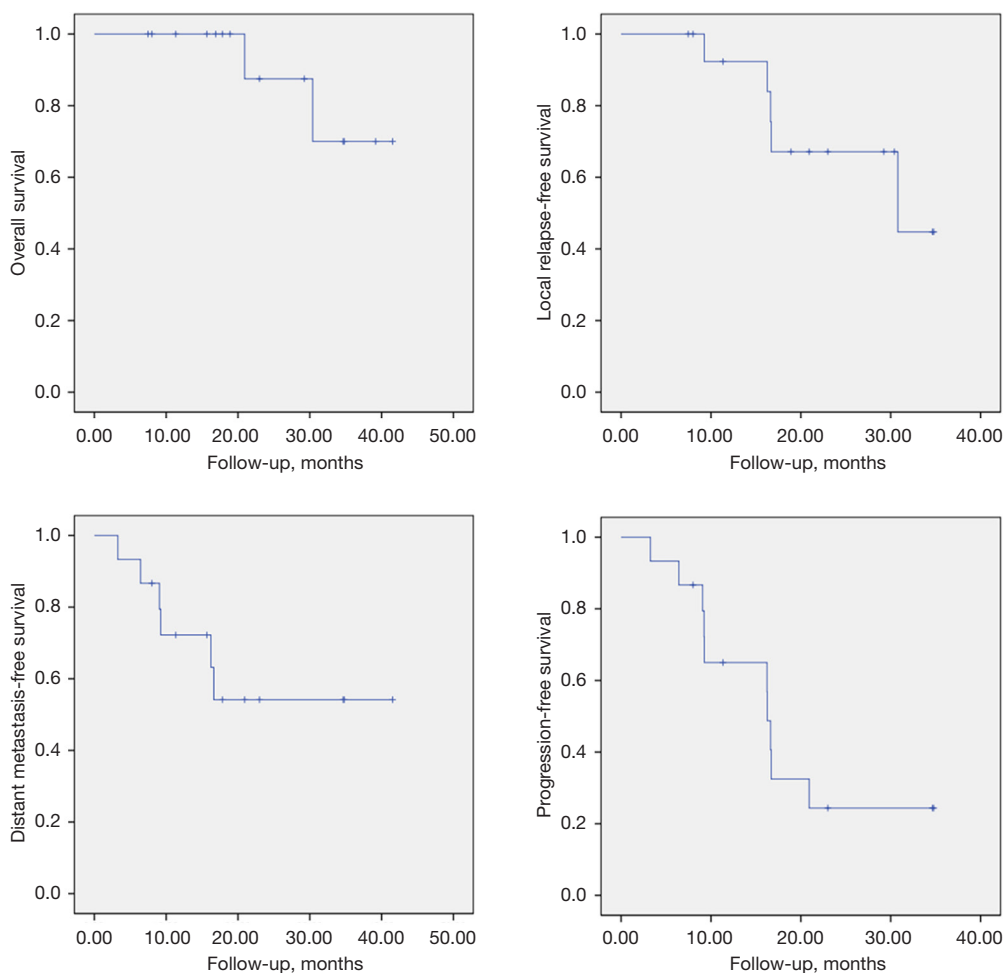 Overall survival
1.0
0.8
0.6
0.4
0.2
0.0
0.00 10.00 20.00 30.00 40.00 50.00
Follow-up, months
Local relapse-free survival
1.0
0.8
0.6
0.4
0.2
0.0
0.00 10.00 20.00 30.00 40.00
Follow-up, months
Distant metastasis-free survival
1.0
0.8
0.6
0.4
0.2
0.0
0.00 10.00 20.00 30.00 40.00 50.00
Follow-up, months
Progression-free survival
1.0
0.8
0.6
0.4
0.2
0.0
0.00 10.00 20.00 30.00 40.00
Follow-up, months